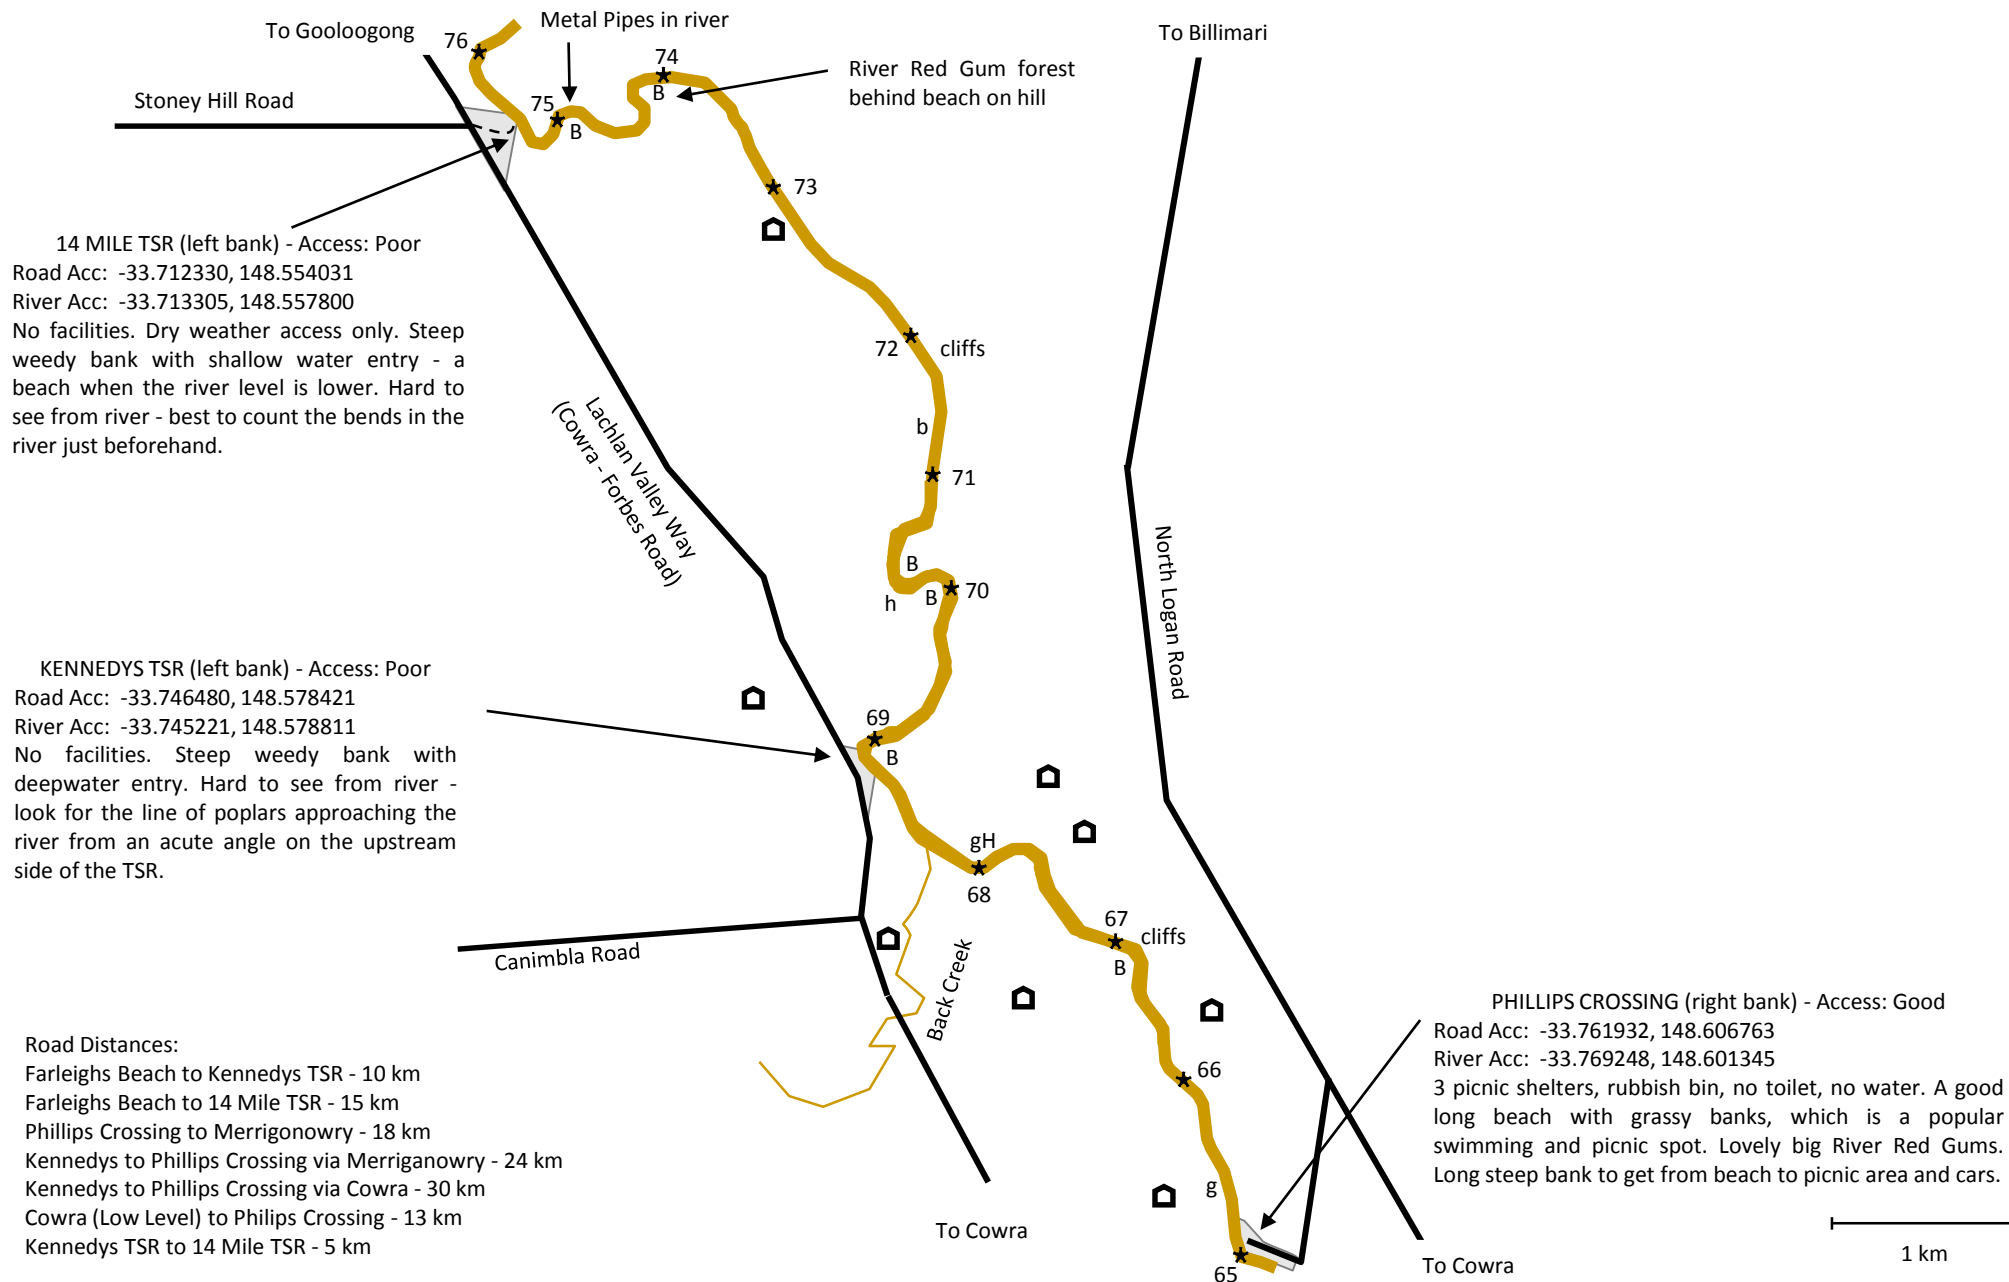 To Gooloogong
76
Metal Pipes in river
74
River Red Gum forest
behind beach on hill
To Billimari
Stoney Hill Road
75
B
B
73
14 MILE TSR (left bank) - Access: Poor
Road Acc: -33.712330, 148.554031
River Acc: -33.713305, 148.557800
No facilities. Dry weather access only. Steep
weedy bank with shallow water entry - a
beach when the river level is lower. Hard to
see from river - best to count the bends in the
river just beforehand.
72
cliffs
Lachlan Valley Way
(Cowra - Forbes Road)
b
71
North Logan Road
B
h
B
70
KENNEDYS TSR (left bank) - Access: Poor
Road Acc: -33.746480, 148.578421
River Acc: -33.745221, 148.578811
No facilities. Steep weedy bank with
deepwater entry. Hard to see from river -
look for the line of poplars approaching the
river from an acute angle on the upstream
side of the TSR.
69
B
gH
68
67
cliffs
B
Canimbla Road
Back Creek
66
PHILLIPS CROSSING (right bank) - Access: Good
Road Acc: -33.761932, 148.606763
River Acc: -33.769248, 148.601345
3 picnic shelters, rubbish bin, no toilet, no water. A good
long beach with grassy banks, which is a popular
swimming and picnic spot. Lovely big River Red Gums.
Long steep bank to get from beach to picnic area and cars.
Road Distances:
Farleighs Beach to Kennedys TSR - 10 km
Farleighs Beach to 14 Mile TSR - 15 km
Phillips Crossing to Merrigonowry - 18 km
Kennedys to Phillips Crossing via Merriganowry - 24 km
Kennedys to Phillips Crossing via Cowra - 30 km
Cowra (Low Level) to Philips Crossing - 13 km
Kennedys TSR to 14 Mile TSR - 5 km
g
To Cowra
65
To Cowra
1 km